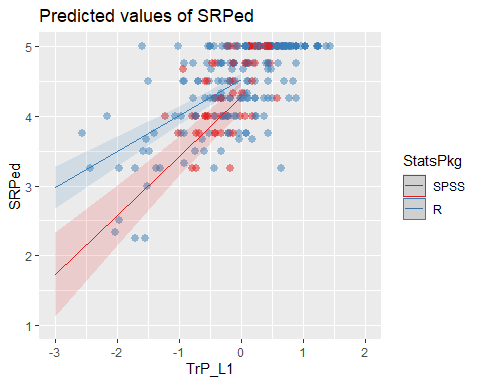 Predicted values of SRPed
5
4
3
2
1
SRPed
-3
-2
-1
0
1
2
TrP_L1
StatsPkg
SPSS
R